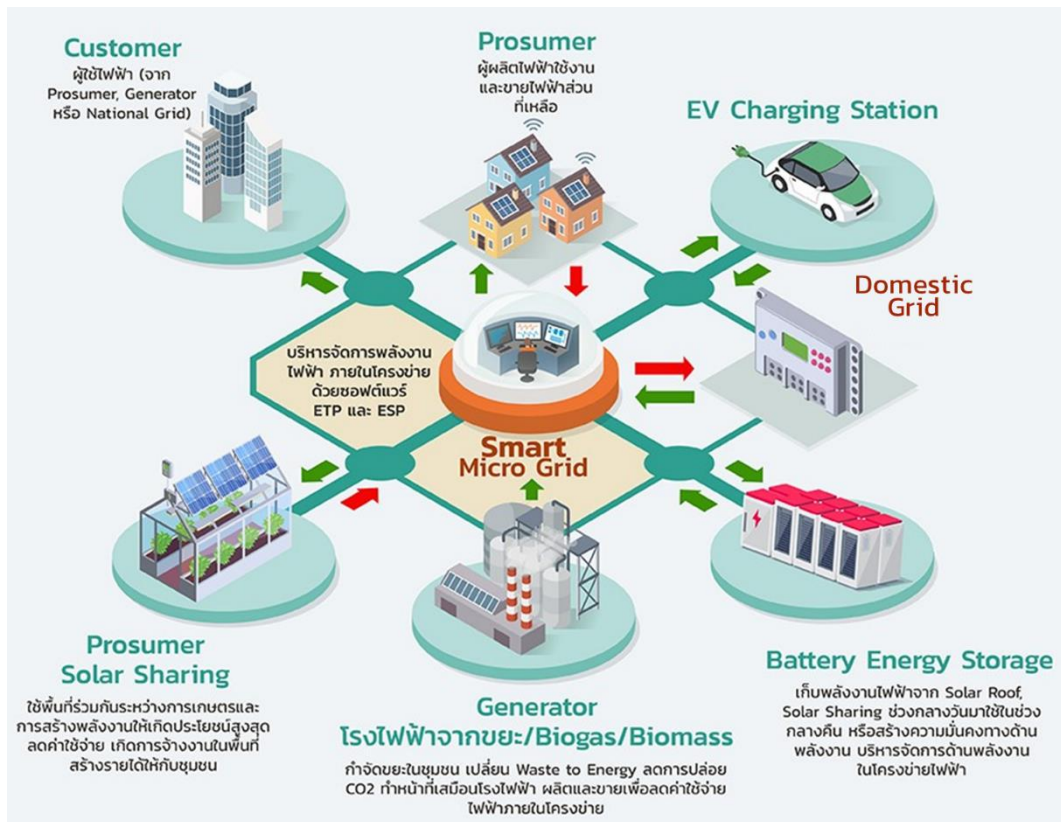 Customer
ผู้ใช้ไฟฟ้า (จาก
Prosumer, Generator
หรือ National Grid)
Prosumer
ผู้ผลิตไฟฟ้าใช้งาน
และขายไฟฟ้าส่วน
ที่เหลือ
EV Charging Station
Domestic
Grid
บริหารจัดการพลังงาน
ไฟฟ้า ภายในโครงข่าย
ด้วยซอฟต์แวร์
ETP และ ESP
Smart
Micro Grid
Prosumer
Solar Sharing
ใช้พื้นที่ร่วมกันระหว่างการเกษตรและ
การสร้างพลังงานให้เกิดประโยชน์สูงสุด
ลดค่าใช้จ่าย เกิดการจ้างงานในพื้นที่
สร้างรายได้ให้กับชุมชน
Generator
โรงไฟฟ้าจากขยะ/Biogas/Biomass
กำจัดขยะในชุมชน เปลี่ยน Waste to Energy ลดการปล่อย
CO2 ทำหน้าที่เสมือนโรงไฟฟ้า ผลิตและขายเพื่อลดค่าใช้จ่าย
ไฟฟ้าภายในโครงข่าย
Battery Energy Storage
เก็บพลังงานไฟฟ้าจาก Solar Roof,
Solar Sharing ช่วงกลางวันมาใช้ในช่วง
กลางคืน หรือสร้างความมั่นคงทางด้าน
พลังงาน บริหารจัดการด้านพลังงาน
ในโครงข่ายไฟฟ้า